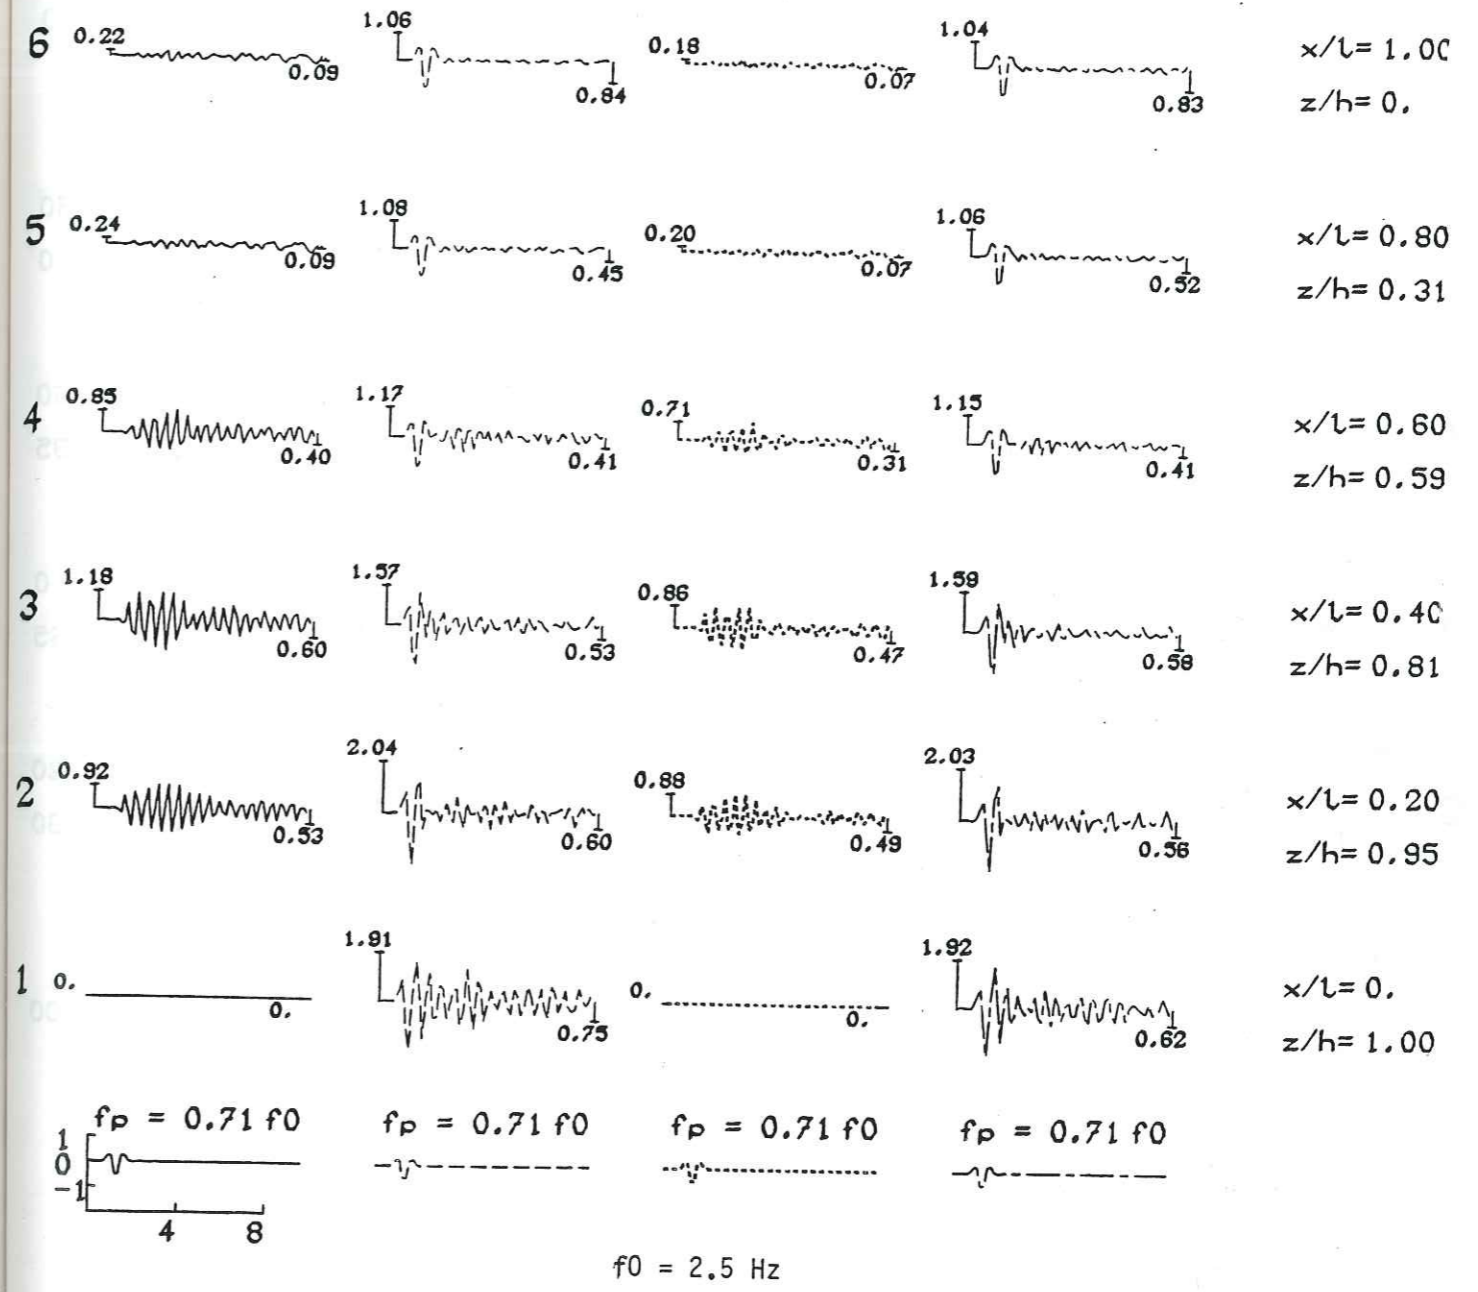 6 0.22 0.09 1.06 0.84 0.18 0.07 1.04 0.83 x/l= 1.00
z/h= 0.
5 0.24 0.09 1.08 0.45 0.20 0.07 1.06 0.52 x/l= 0.80
z/h= 0.31
4 0.85 0.40 1.17 0.41 0.71 0.31 1.15 0.41 x/l= 0.60
z/h= 0.59
3 1.18 0.60 1.57 0.53 0.86 0.47 1.59 0.58 x/l= 0.40
z/h= 0.81
2 0.92 0.53 2.04 0.60 0.88 0.49 2.03 0.56 x/l= 0.20
z/h= 0.95
1 0. 0. 1.91 0.75 0. 0. 1.92 0.62 x/l= 0.
z/h= 1.00
fp = 0.71 f0 fp = 0.71 f0 fp = 0.71 f0 fp = 0.71 f0
1
0
-1
4 8
f0 = 2.5 Hz